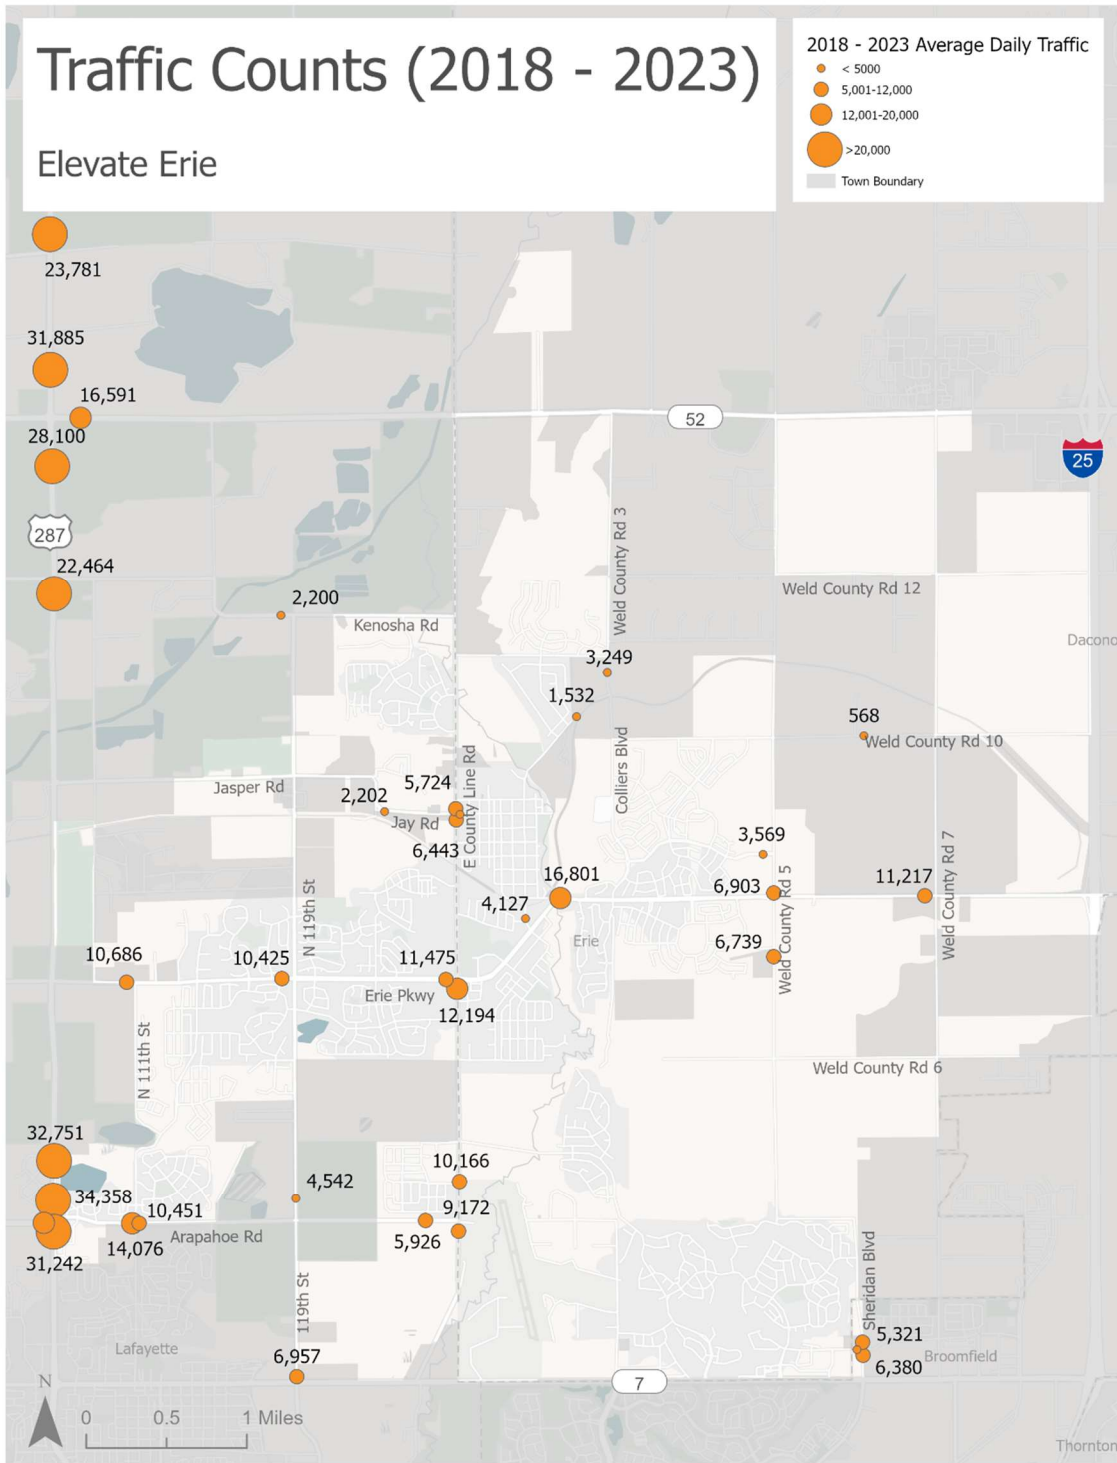 Traffic Counts (2018 - 2023)
Elevate Erie
2018 - 2023 Average Daily Traffic
< 5000
5,001-12,000
12,001-20,000
>20,000
Town Boundary
23,781
31,885
16,591
52
28,100
25
287
Weld County Rd 3
22,464
Weld County Rd 12
2,200
Kenosha Rd
Dacono
3,249
1,532
568
Weld County Rd 10
Colliers Blvd
E County Line Rd
Jasper Rd
5,724
2,202
Jay Rd
6,443
3,569
16,801
6,903
Weld County Rd 5
11,217
Weld County Rd 7
4,127
N 119th St
Erie
6,739
10,686
10,425
11,475
Erie Pkwy
12,194
N 111th St
Weld County Rd 6
32,751
10,166
4,542
34,358
10,451
9,172
Arapahoe Rd
14,076
5,926
31,242
Sheridan Blvd
119th St
5,321
Lafayette
6,957
Broomfield
6,380
7
N
0 0.5 1 Miles
Thornton